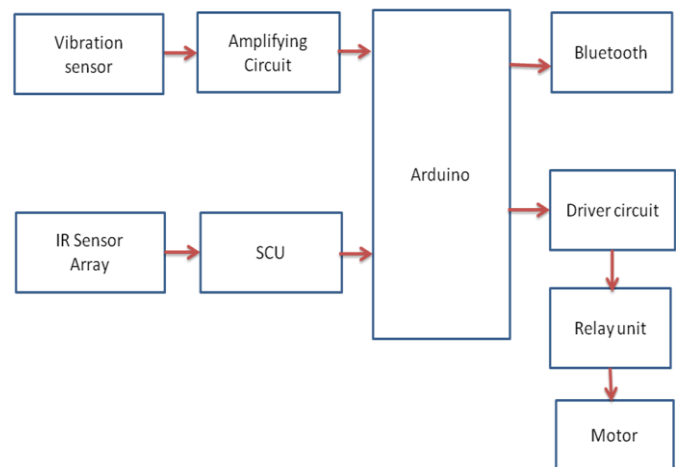 Vibration
sensor
Amplifying
Circuit
Arduino
Bluetooth
IR Sensor
Array
SCU
Driver circuit
Relay unit
Motor